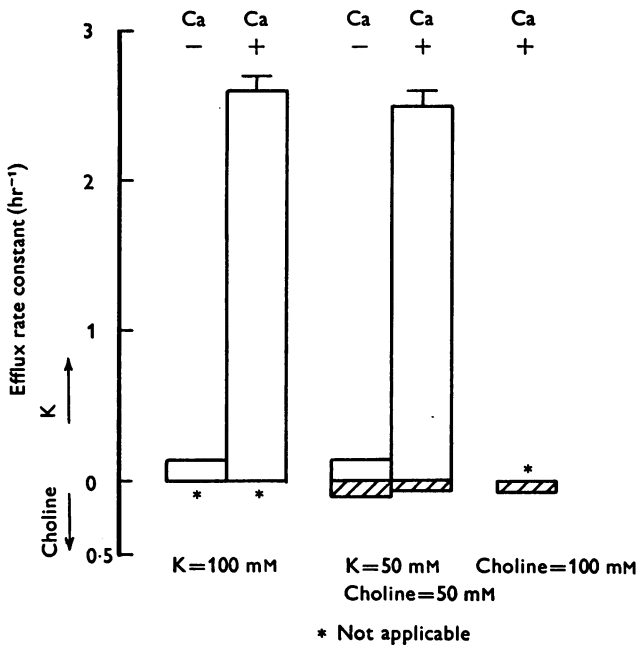 Ca Ca Ca Ca Ca
− + − + +
3
2
1
0
0·5
Efflux rate constant (hr⁻¹)
K
Choline
* * *
K=100 mM K=50 mM Choline=100 mM
Choline=50 mM
* Not applicable